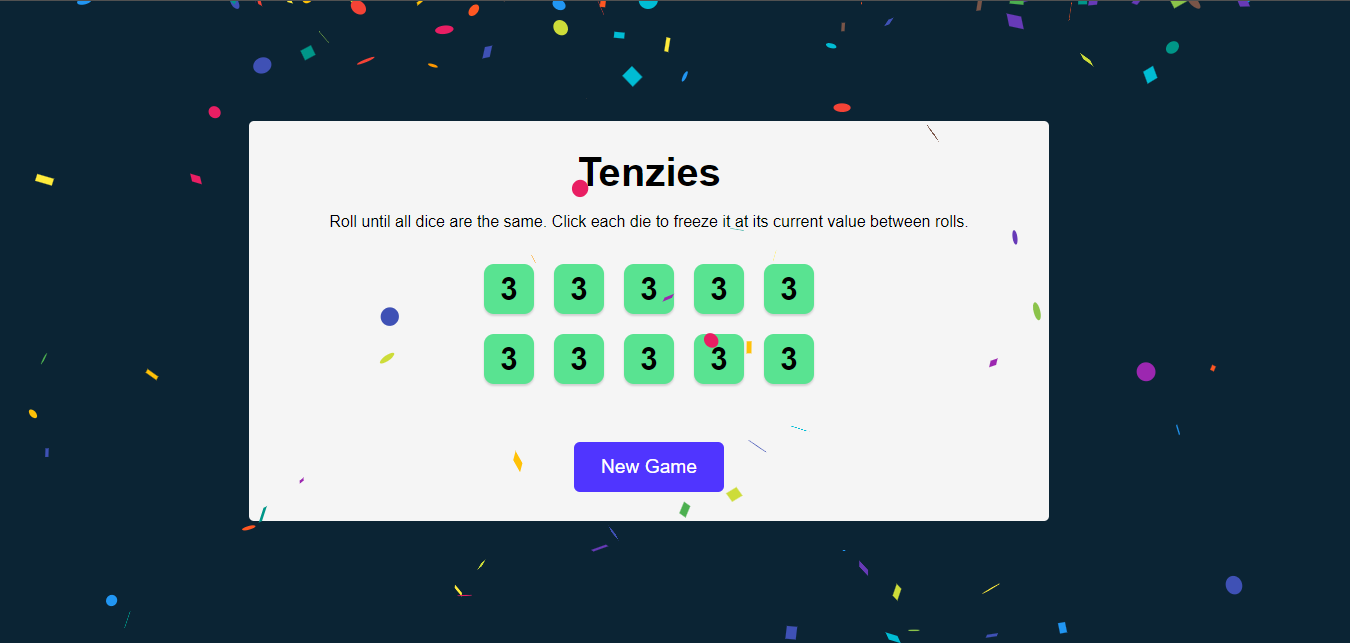 Tenzies
Roll until all dice are the same. Click each die to freeze it at its current value between rolls.
3 3 3 3 3
3 3 3 3 3
New Game